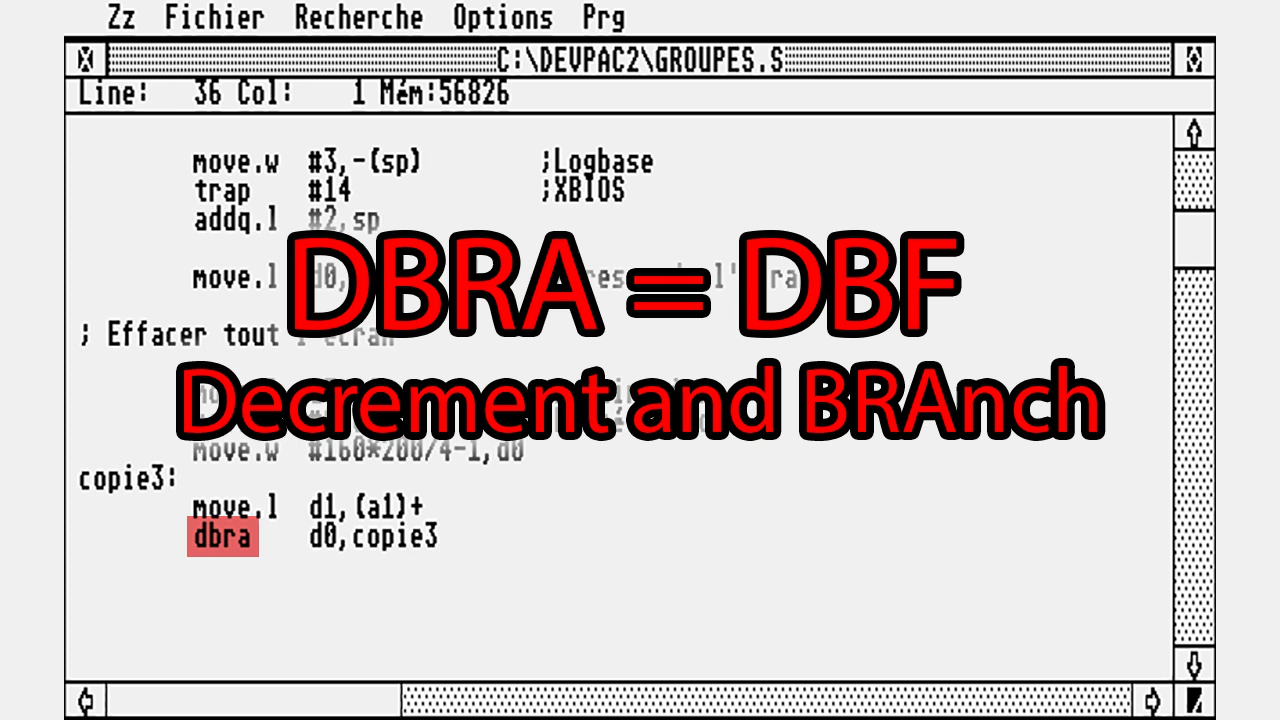 Zz Fichier Recherche Options Prg
C:\DEVPAC2\GROUPES.S
Line: 36 Col: 1 Mém:56826
move.w #3,-(sp) ;Logbase
trap #14 ;XBIOS
addq.l #2,sp
move.l d0,
DBRA = DBF
; Effacer tout l'écran
Decrement and BRAnch
move.w #160*200/4-1,d0
copie3:
move.l d1,(a1)+
dbra d0,copie3